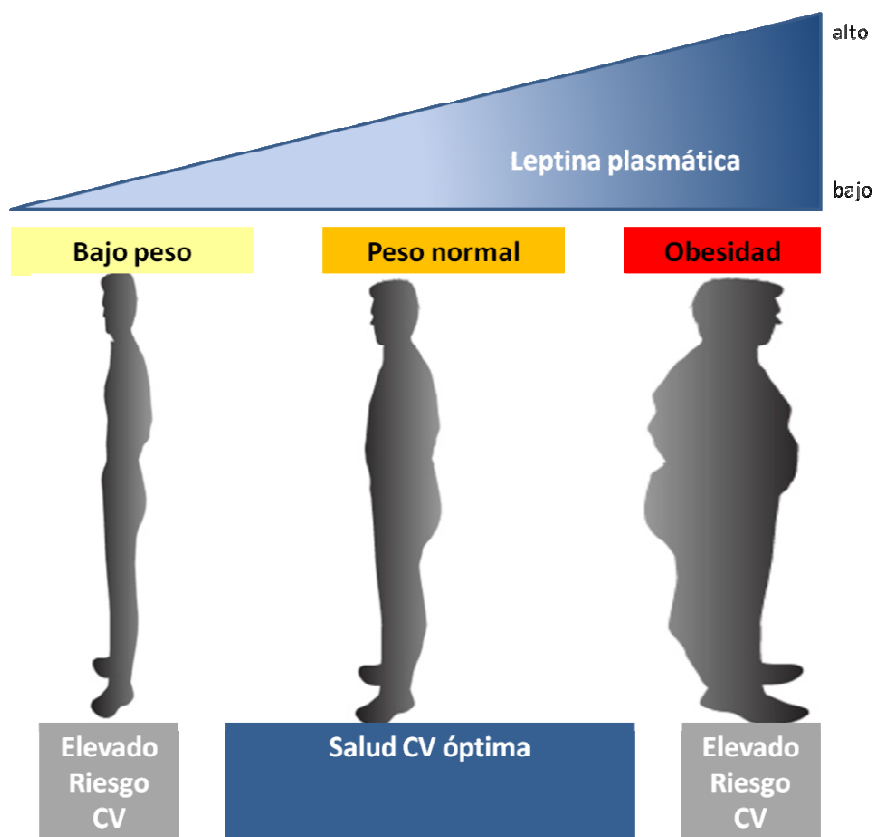 alto
Leptina plasmática
bajo
Bajo peso
Peso normal
Obesidad
Elevado
Riesgo
CV
Salud CV óptima
Elevado
Riesgo
CV